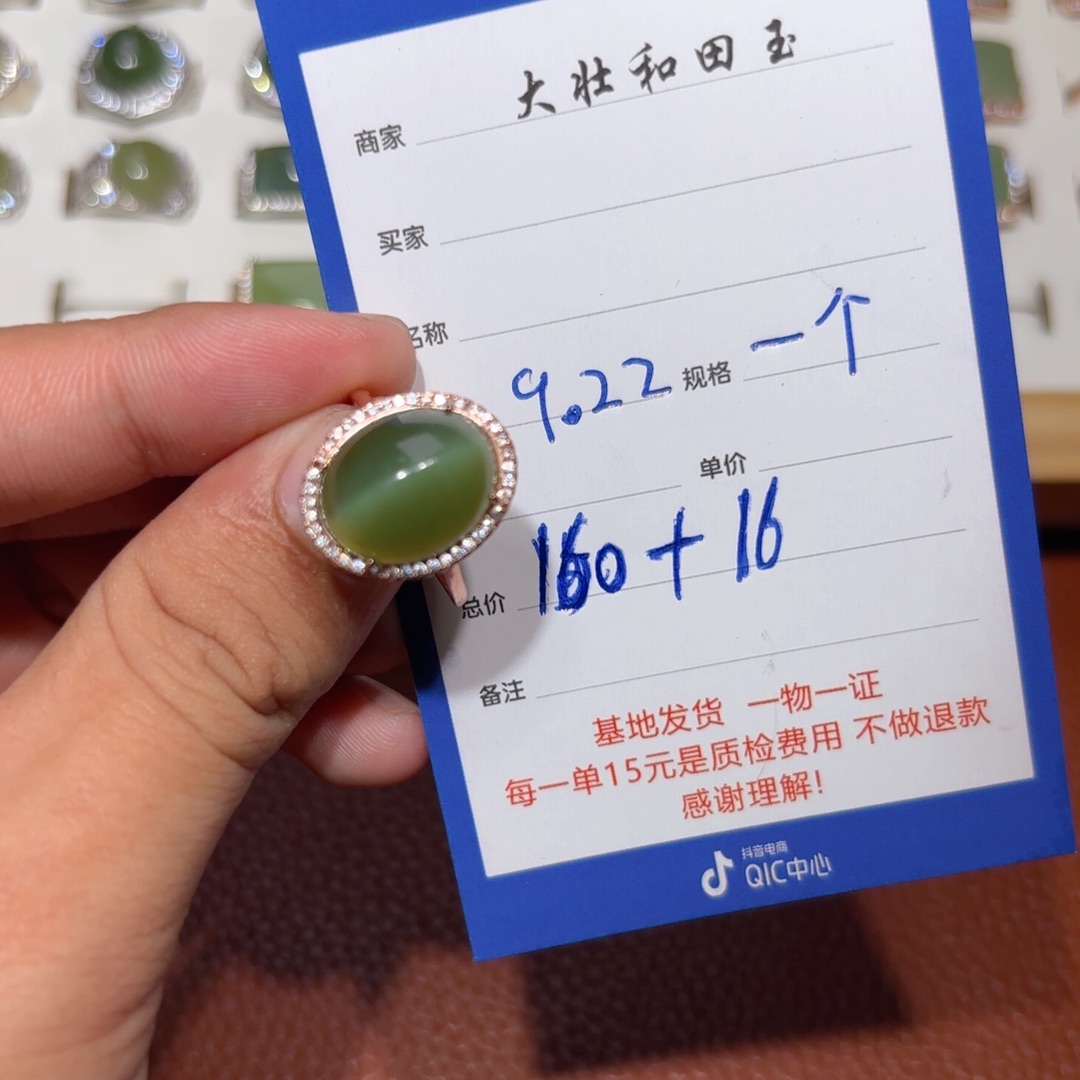 大壮和田玉
商家
买家
名称
9.22 规格 一个
单价
总价 160+16
备注
基地发货 一物一证
每一单15元是质检费用 不做退款
感谢理解!
抖音电商
QIC中心